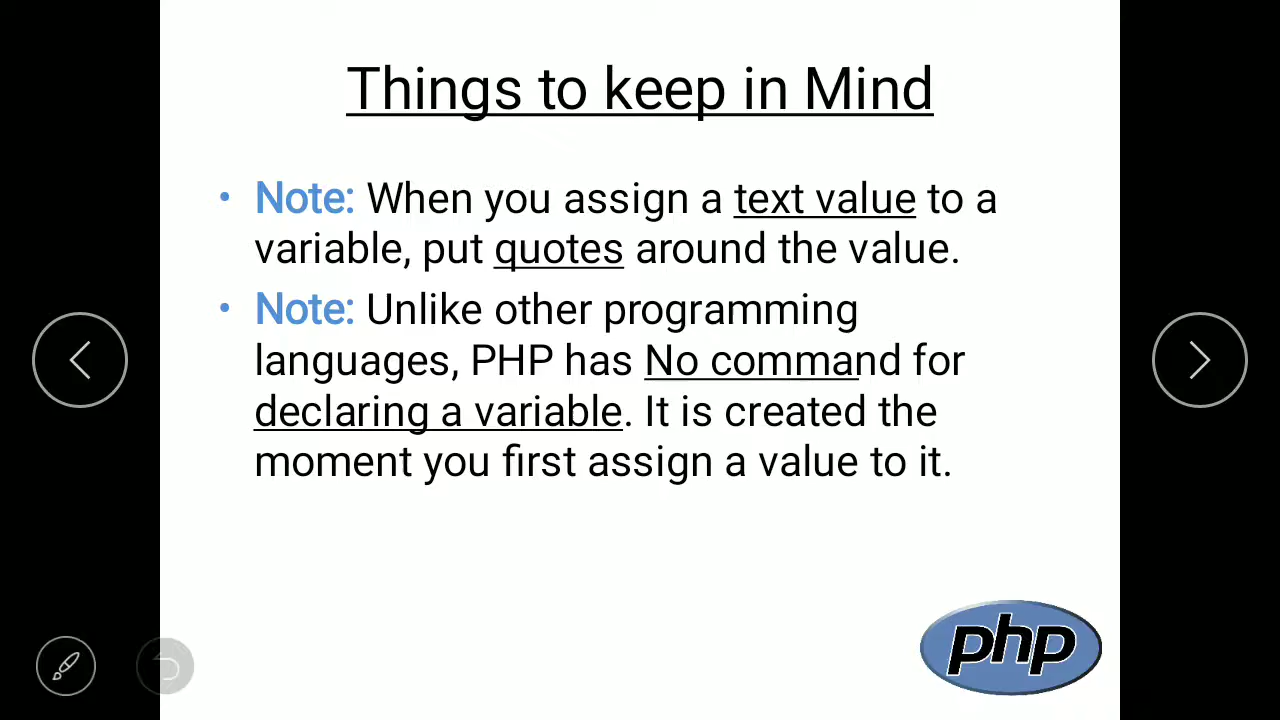 Things to keep in Mind
• Note: When you assign a text value to a
variable, put quotes around the value.
• Note: Unlike other programming
languages, PHP has No command for
declaring a variable. It is created the
moment you first assign a value to it.
php